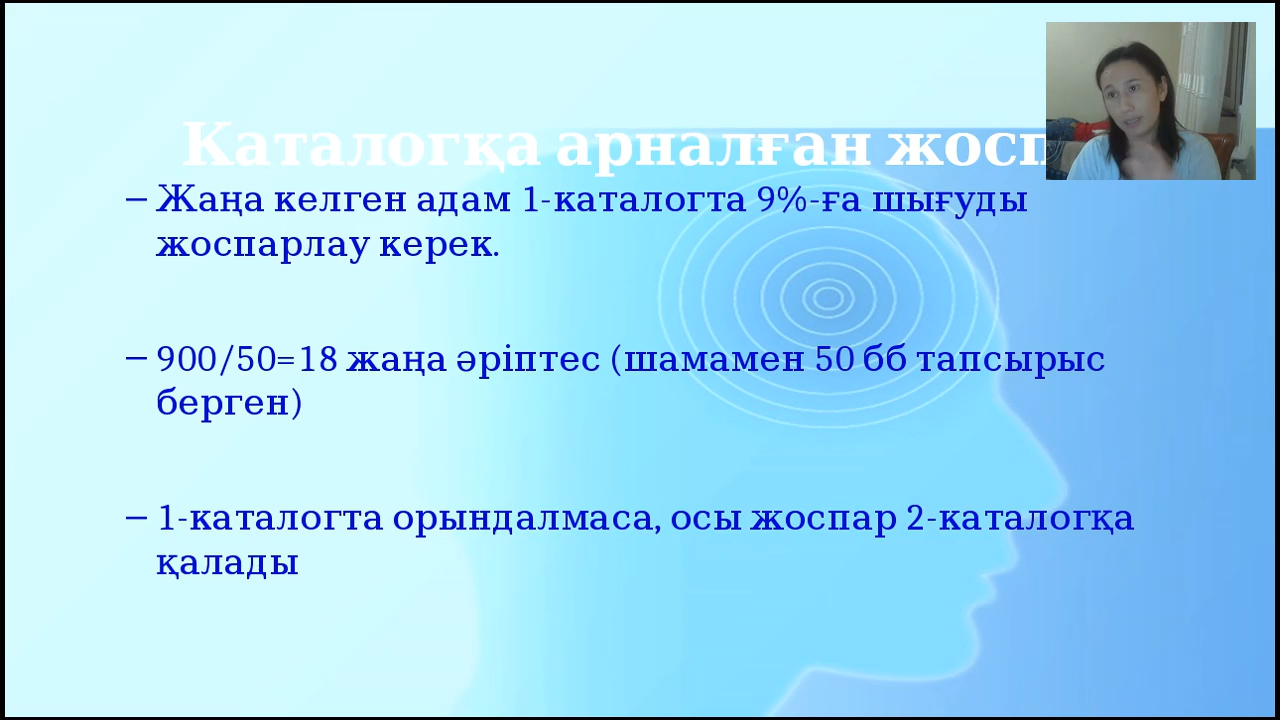 Каталогқа арналған жосп
– Жаңа келген адам 1-каталогта 9%-ға шығуды
жоспарлау керек.
– 900/50=18 жаңа әріптес (шамамен 50 бб тапсырыс
берген)
– 1-каталогта орындалмаса, осы жоспар 2-каталогқа
қалады